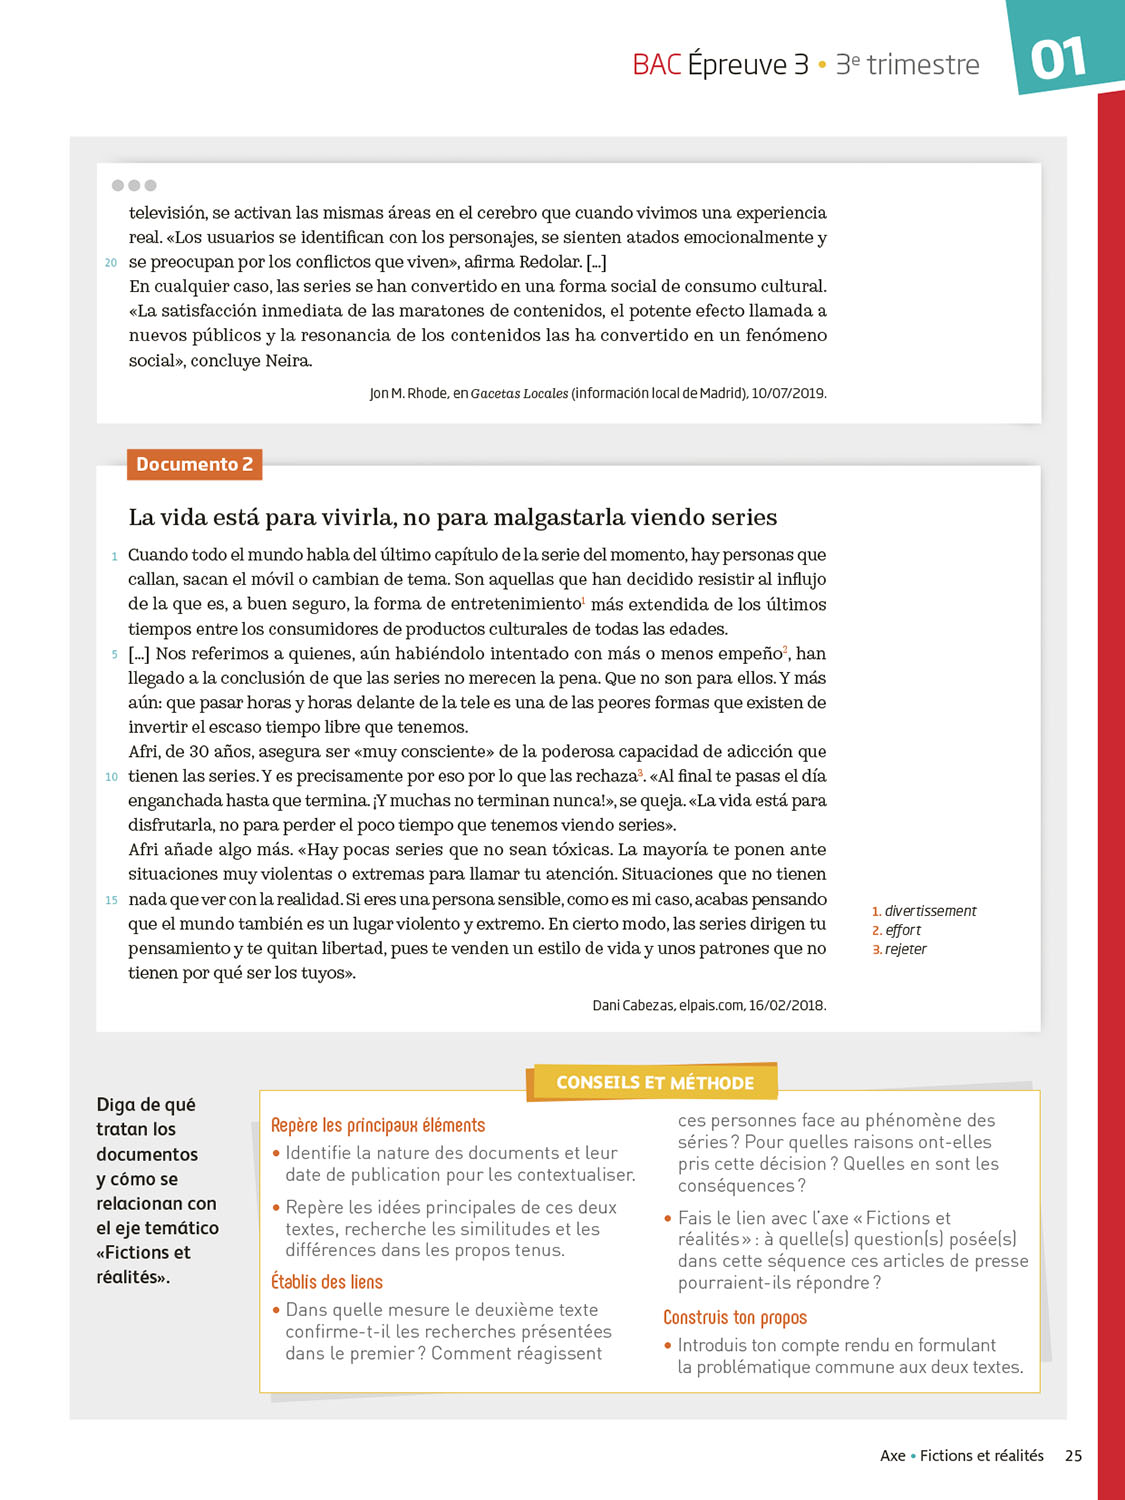 BAC Épreuve 3 • 3e trimestre
01
televisión, se activan las mismas áreas en el cerebro que cuando vivimos una experiencia
real. «Los usuarios se identifican con los personajes, se sienten atados emocionalmente y
20 se preocupan por los conflictos que viven», afirma Redolar. [...]
En cualquier caso, las series se han convertido en una forma social de consumo cultural.
«La satisfacción inmediata de las maratones de contenidos, el potente efecto llamada a
nuevos públicos y la resonancia de los contenidos las ha convertido en un fenómeno
social», concluye Neira.
Jon M. Rhode, en Gacetas Locales (información local de Madrid), 10/07/2019.
Documento 2
La vida está para vivirla, no para malgastarla viendo series
1 Cuando todo el mundo habla del último capítulo de la serie del momento, hay personas que
callan, sacan el móvil o cambian de tema. Son aquellas que han decidido resistir al influjo
de la que es, a buen seguro, la forma de entretenimiento1 más extendida de los últimos
tiempos entre los consumidores de productos culturales de todas las edades.
5 [...] Nos referimos a quienes, aún habiéndolo intentado con más o menos empeño2, han
llegado a la conclusión de que las series no merecen la pena. Que no son para ellos. Y más
aún: que pasar horas y horas delante de la tele es una de las peores formas que existen de
invertir el escaso tiempo libre que tenemos.
Afri, de 30 años, asegura ser «muy consciente» de la poderosa capacidad de adicción que
10 tienen las series. Y es precisamente por eso por lo que las rechaza3. «Al final te pasas el día
enganchada hasta que termina. ¡Y muchas no terminan nunca!», se queja. «La vida está para
disfrutarla, no para perder el poco tiempo que tenemos viendo series».
Afri añade algo más. «Hay pocas series que no sean tóxicas. La mayoría te ponen ante
situaciones muy violentas o extremas para llamar tu atención. Situaciones que no tienen
15 nada que ver con la realidad. Si eres una persona sensible, como es mi caso, acabas pensando
que el mundo también es un lugar violento y extremo. En cierto modo, las series dirigen tu
pensamiento y te quitan libertad, pues te venden un estilo de vida y unos patrones que no
tienen por qué ser los tuyos».
Dani Cabezas, elpais.com, 16/02/2018.
1. divertissement
2. effort
3. rejeter
Diga de qué
tratan los
documentos
y cómo se
relacionan con
el eje temático
«Fictions et
réalités».
CONSEILS ET MÉTHODE
Repère les principaux éléments
• Identifie la nature des documents et leur
date de publication pour les contextualiser.
• Repère les idées principales de ces deux
textes, recherche les similitudes et les
différences dans les propos tenus.
Établis des liens
• Dans quelle mesure le deuxième texte
confirme-t-il les recherches présentées
dans le premier ? Comment réagissent
ces personnes face au phénomène des
séries ? Pour quelles raisons ont-elles
pris cette décision ? Quelles en sont les
conséquences ?
• Fais le lien avec l'axe « Fictions et
réalités » : à quelle(s) question(s) posée(s)
dans cette séquence ces articles de presse
pourraient-ils répondre ?
Construis ton propos
• Introduis ton compte rendu en formulant
la problématique commune aux deux textes.
Axe • Fictions et réalités 25